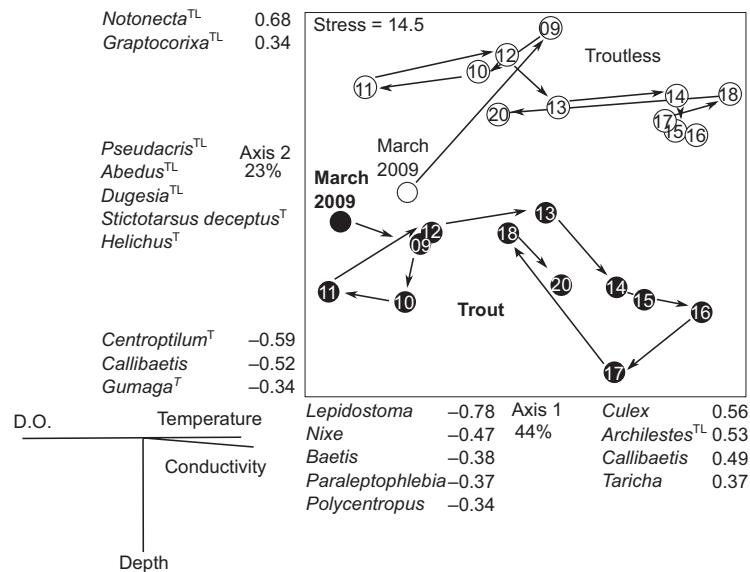 Notonecta^TL 0.68
Graptocorixa^TL 0.34
Pseudacris^TL
Abedus^TL
Dugesia^TL
Stictotarsus deceptus^T
Helichus^T
Axis 2
23%
Centroptilum^T –0.59
Callibaetis –0.52
Gumaga^T –0.34
Stress = 14.5
Troutless
09
12
10
11
13
14
18
20
17
15
16
March
2009
March
2009
13
12
18
09
20
14
11
10
15
16
Trout
17
Lepidostoma –0.78
Nixe –0.47
Baetis –0.38
Paraleptophlebia –0.37
Polycentropus –0.34
Axis 1
44%
Culex 0.56
Archilestes^TL 0.53
Callibaetis 0.49
Taricha 0.37
D.O.
Temperature
Conductivity
Depth